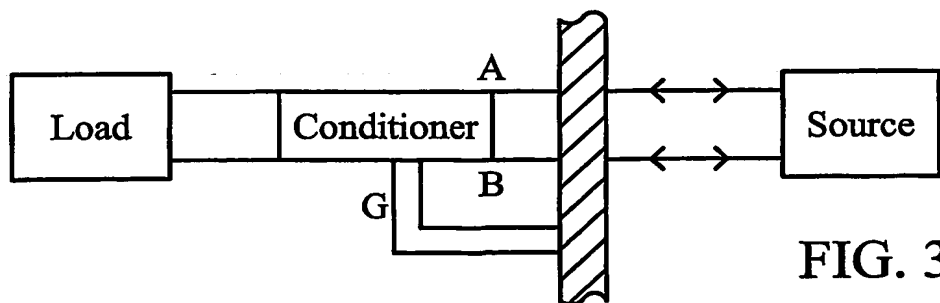 A
Load
Conditioner
Source
G
B
FIG. 3